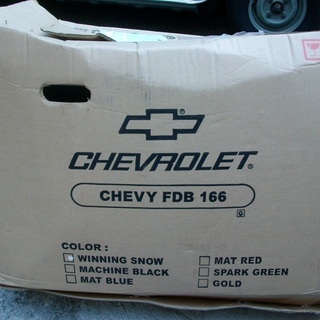 CHEVROLET®
CHEVY FDB 166
G
COLOR :
WINNING SNOW
MACHINE BLACK
MAT BLUE
MAT RED
SPARK GREEN
GOLD